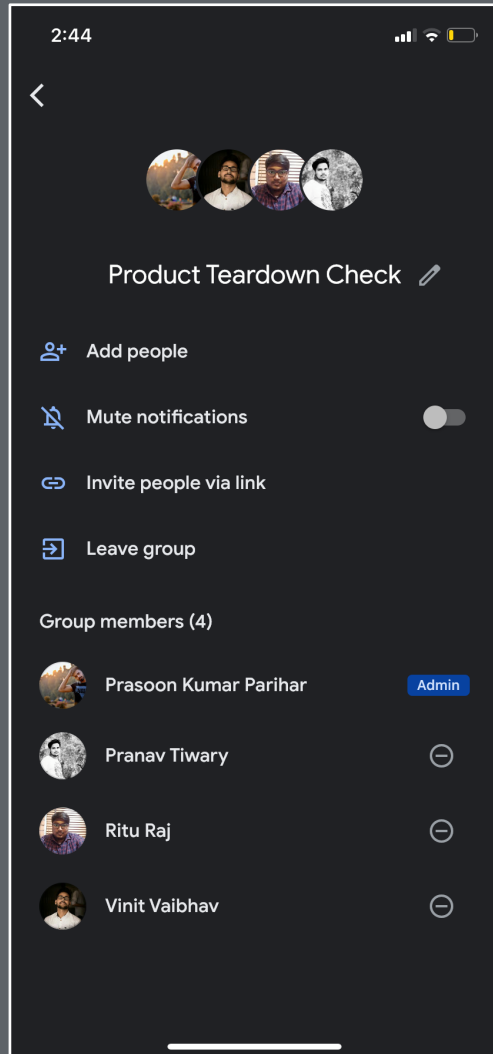 2:44
Product Teardown Check
Add people
Mute notifications
Invite people via link
Leave group
Group members (4)
Prasoon Kumar Parihar Admin
Pranav Tiwary
Ritu Raj
Vinit Vaibhav